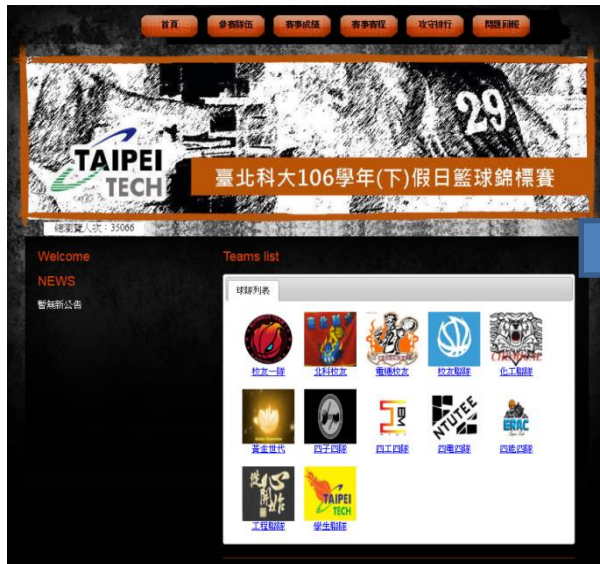 首頁
參賽隊伍
賽事成績
賽事賽程
攻守排行
問題回報
29
TAIPEI
TECH
臺北科大106學年(下)假日籃球錦標賽
總瀏覽人次：35066
Welcome
NEWS
暫無新公告
Teams list
球隊列表
校友一隊
北科校友
電機校友
校友聯隊
化工聯隊
黃金世代
四子四隊
四工四隊
NTUTEE
四電四隊
ERAC
四能四隊
工程聯隊
TAIPEI
TECH
學生聯隊